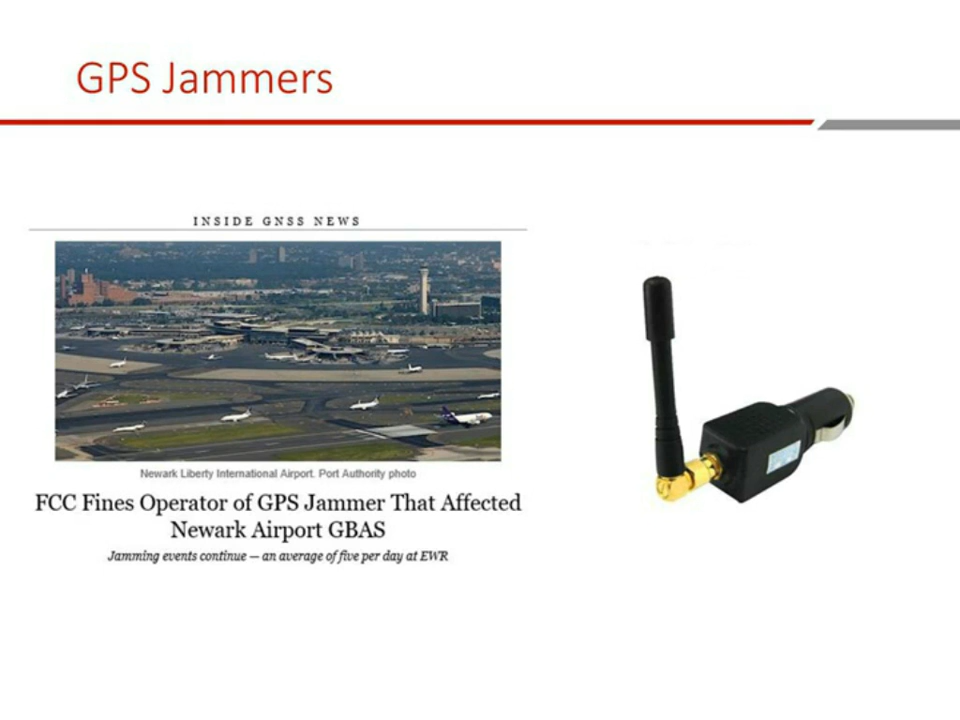 GPS Jammers
INSIDE GNSS NEWS
Newark Liberty International Airport. Port Authority photo
FCC Fines Operator of GPS Jammer That Affected
Newark Airport GBAS
Jamming events continue — an average of five per day at EWR